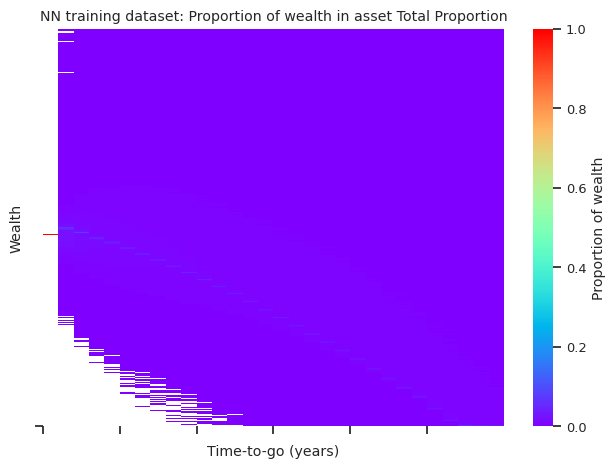 NN training dataset: Proportion of wealth in asset Total Proportion
1.0
0.8
0.6
0.4
0.2
0.0
Proportion of wealth
Wealth
Time-to-go (years)